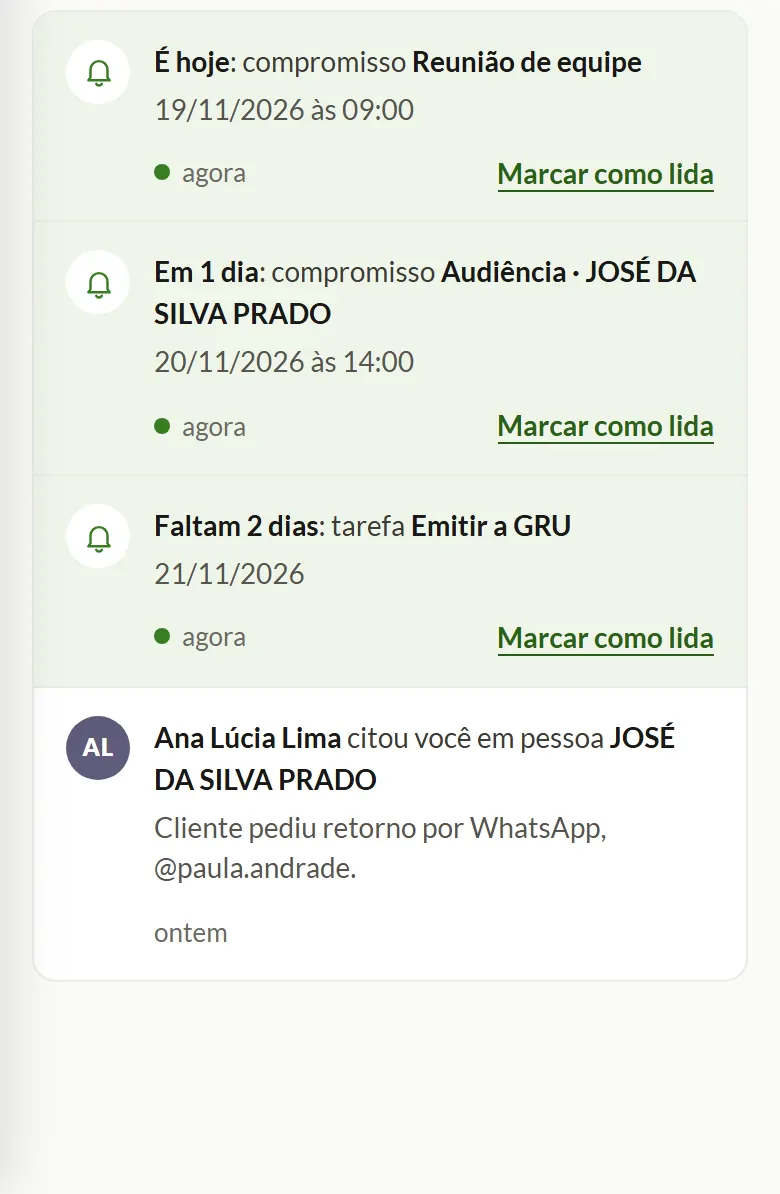 É hoje: compromisso Reunião de equipe
19/11/2026 às 09:00
agora Marcar como lida
Em 1 dia: compromisso Audiência · JOSÉ DA
SILVA PRADO
20/11/2026 às 14:00
agora Marcar como lida
Faltam 2 dias: tarefa Emitir a GRU
21/11/2026
agora Marcar como lida
AL
Ana Lúcia Lima citou você em pessoa JOSÉ
DA SILVA PRADO
Cliente pediu retorno por WhatsApp,
@paula.andrade.
ontem